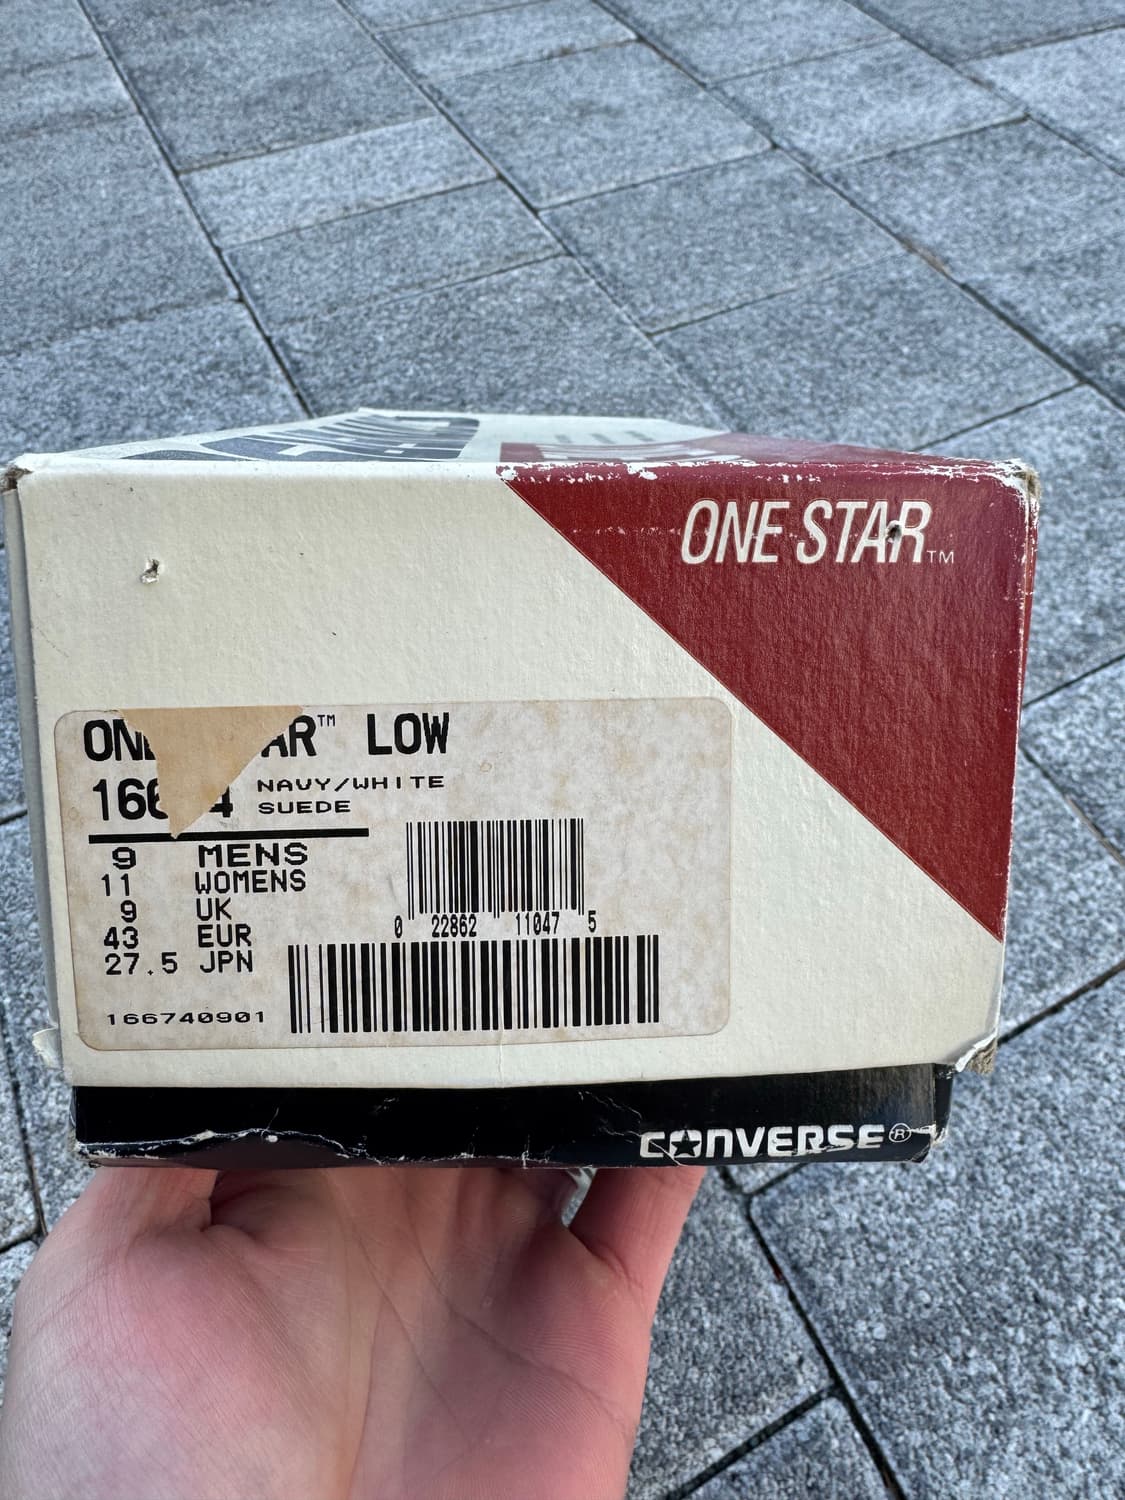 ONE STAR™
ON AR™ LOW
166 4 NAVY/WHITE
SUEDE
9 MENS
11 WOMENS
9 UK
43 EUR
27.5 JPN
0 22862 11047 5
166740901
CONVERSE®